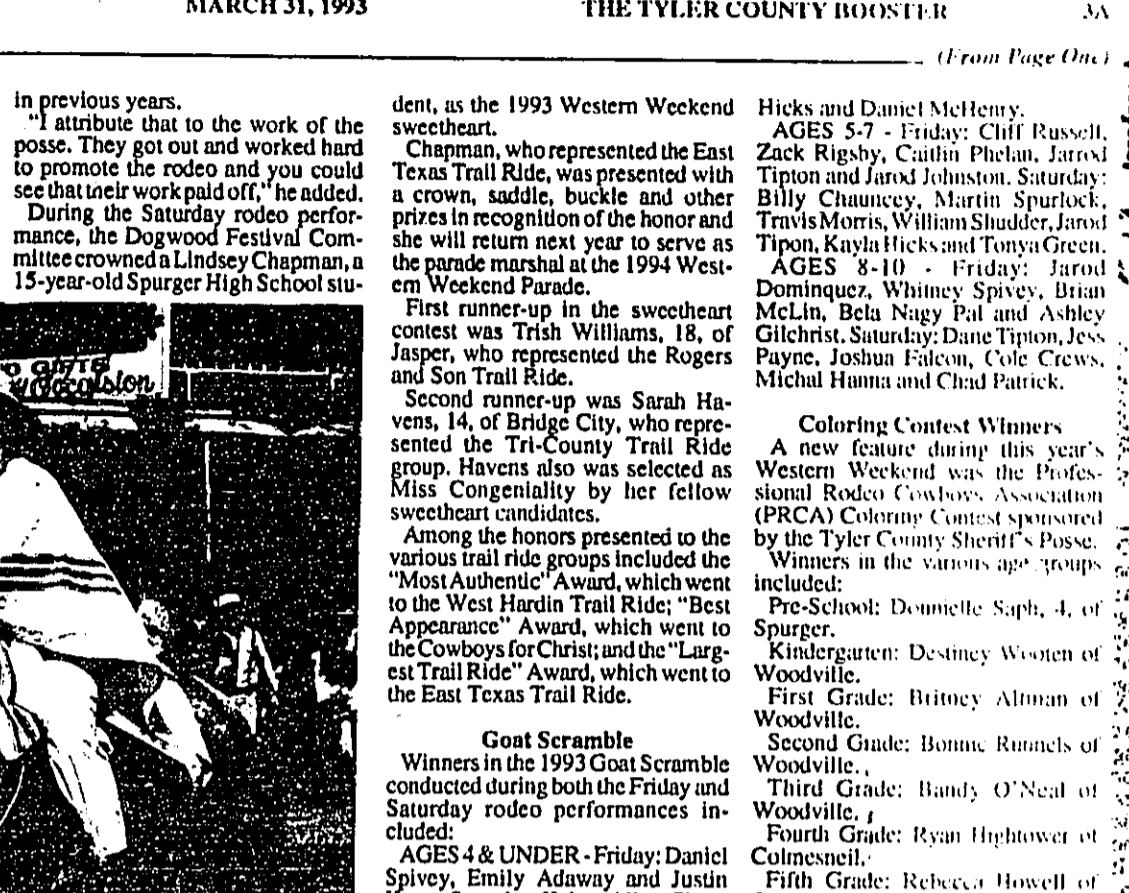 MARCH 31, 1993
THE TYLER COUNTY BOOSTER
3A
(From Page One)
in previous years.
"I attribute that to the work of the
posse. They got out and worked hard
to promote the rodeo and you could
see that their work paid off," he added.
During the Saturday rodeo perfor-
mance, the Dogwood Festival Com-
mittee crowned a Lindsey Chapman, a
15-year-old Spurger High School stu-
dent, as the 1993 Western Weekend
sweetheart.
Chapman, who represented the East
Texas Trail Ride, was presented with
a crown, saddle, buckle and other
prizes in recognition of the honor and
she will return next year to serve as
the parade marshal at the 1994 West-
ern Weekend Parade.
First runner-up in the sweetheart
contest was Trish Williams, 18, of
Jasper, who represented the Rogers
and Son Trail Ride.
Second runner-up was Sarah Ha-
vens, 14, of Bridge City, who repre-
sented the Tri-County Trail Ride
group. Havens also was selected as
Miss Congeniality by her fellow
sweetheart candidates.
Among the honors presented to the
various trail ride groups included the
"Most Authentic" Award, which went
to the West Hardin Trail Ride; "Best
Appearance" Award, which went to
the Cowboys for Christ; and the "Larg-
est Trail Ride" Award, which went to
the East Texas Trail Ride.
Goat Scramble
Winners in the 1993 Goat Scramble
conducted during both the Friday and
Saturday rodeo performances in-
cluded:
AGES 4 & UNDER - Friday: Daniel
Spivey, Emily Adaway and Justin
Hicks and Daniel McHenry.
AGES 5-7 - Friday: Cliff Russell,
Zack Rigsby, Caitlin Phelan, Jarrod
Tipton and Jarod Johnston. Saturday:
Billy Chauncey, Martin Spurlock,
Travis Morris, William Shudder, Jarod
Tipon, Kayla Hicks and Tonya Green.
AGES 8-10 - Friday: Jarod
Dominquez, Whitney Spivey, Brian
McLin, Bela Nagy Pal and Ashley
Gilchrist. Saturday: Dane Tipton, Jess
Payne, Joshua Falcon, Cole Crews,
Michal Hanna and Chad Patrick.
Coloring Contest Winners
A new feature during this year's
Western Weekend was the Profes-
sional Rodeo Cowboys Association
(PRCA) Coloring Contest sponsored
by the Tyler County Sheriff's Posse.
Winners in the various age groups
included:
Pre-School: Donnielle Saph, 4, of
Spurger.
Kindergarten: Destiney Wooten of
Woodville.
First Grade: Britney Altman of
Woodville.
Second Grade: Bonnie Runnels of
Woodville.
Third Grade: Bandy O'Neal of
Woodville.
Fourth Grade: Ryan Hightower of
Colmesneil.
Fifth Grade: Rebecca Howell of